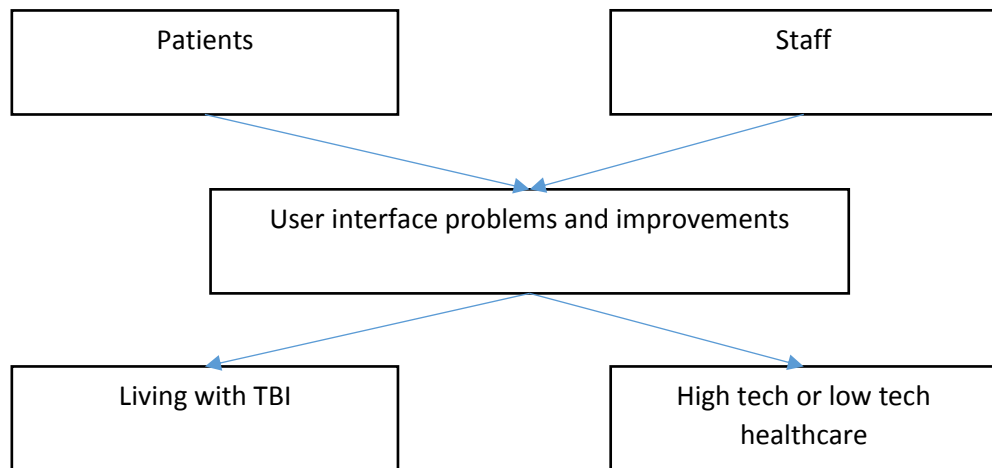 Patients
Staff
User interface problems and improvements
Living with TBI
High tech or low tech
healthcare